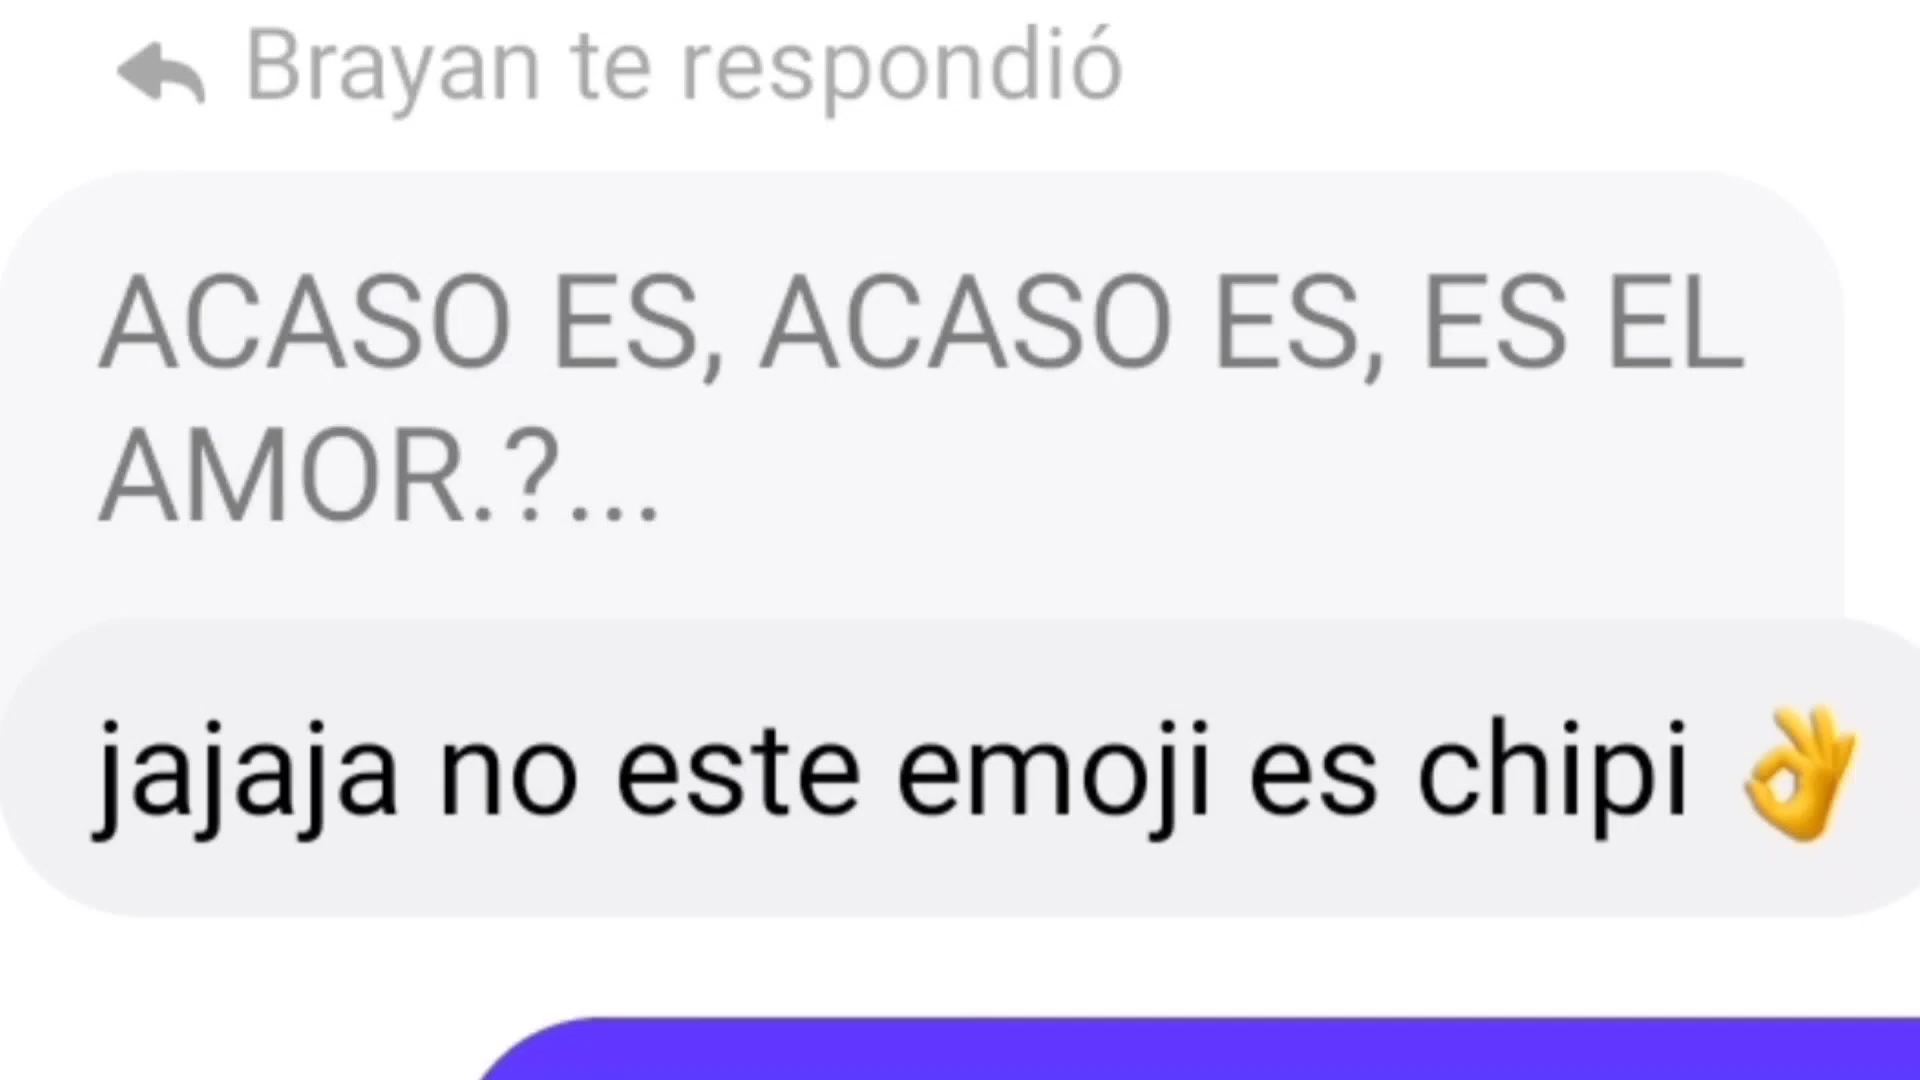 Brayan te respondió
ACASO ES, ACASO ES, ES EL
AMOR.?...
jajaja no este emoji es chipi 👌